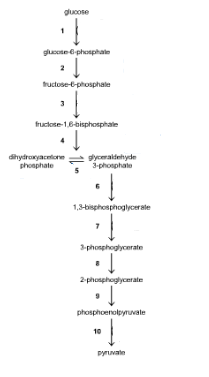 glucose
1
glucose-6-phosphate
2
fructose-6-phosphate
3
fructose-1,6-bisphosphate
4
dihydroxyacetone glyceraldehyde
phosphate 3-phosphate
5
6
1,3-bisphosphoglycerate
7
3-phosphoglycerate
8
2-phosphoglycerate
9
phosphoenolpyruvate
10
pyruvate